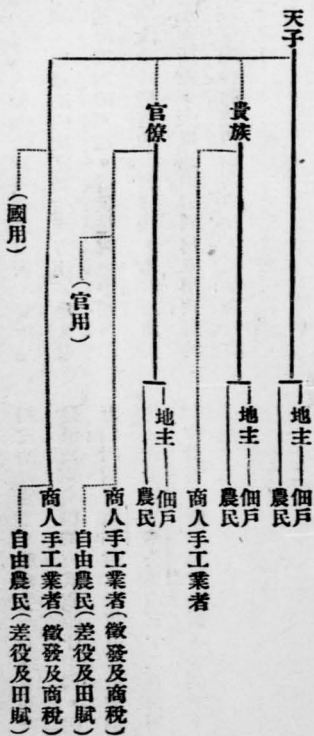 天子
地主
佃戶
農民
貴族
地主
佃戶
農民
商人手工業者
官僚
地主
佃戶
農民
(官用)
商人手工業者(徵發及商稅)
自由農民(差役及田賦)
(國用)
商人手工業者(徵發及商稅)
自由農民(差役及田賦)